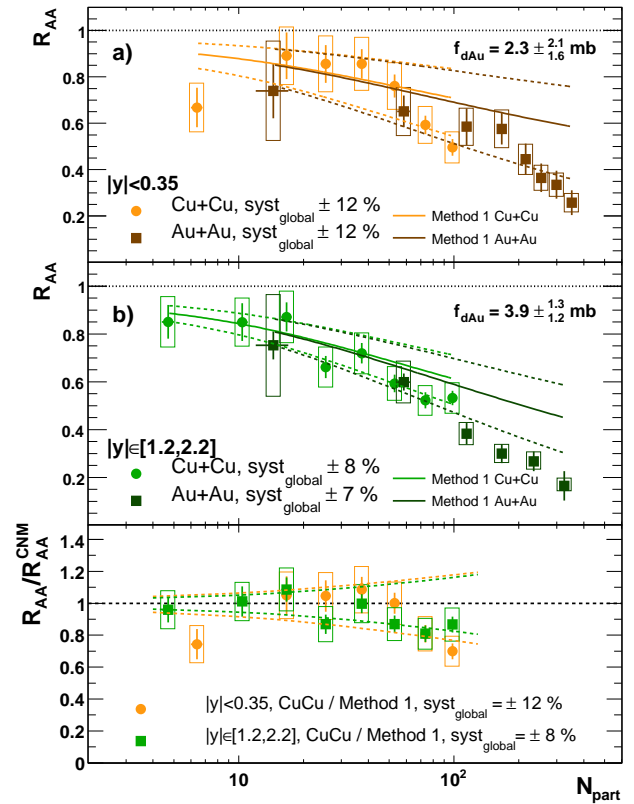 R_AA
1
0.8
0.6
0.4
0.2
a)
f_dAu = 2.3 ± 2.1 1.6 mb
|y|<0.35
Cu+Cu, syst_global ± 12 %
Au+Au, syst_global ± 12 %
Method 1 Cu+Cu
Method 1 Au+Au
R_AA
1
0.8
0.6
0.4
0.2
b)
f_dAu = 3.9 ± 1.3 1.2 mb
|y|∈[1.2,2.2]
Cu+Cu, syst_global ± 8 %
Au+Au, syst_global ± 7 %
Method 1 Cu+Cu
Method 1 Au+Au
R_AA/R_AA^CNM
1.4
1.2
1
0.8
0.6
0.4
0.2
0
|y|<0.35, CuCu / Method 1, syst_global = ± 12 %
|y|∈[1.2,2.2], CuCu / Method 1, syst_global = ± 8 %
10
10²
N_part